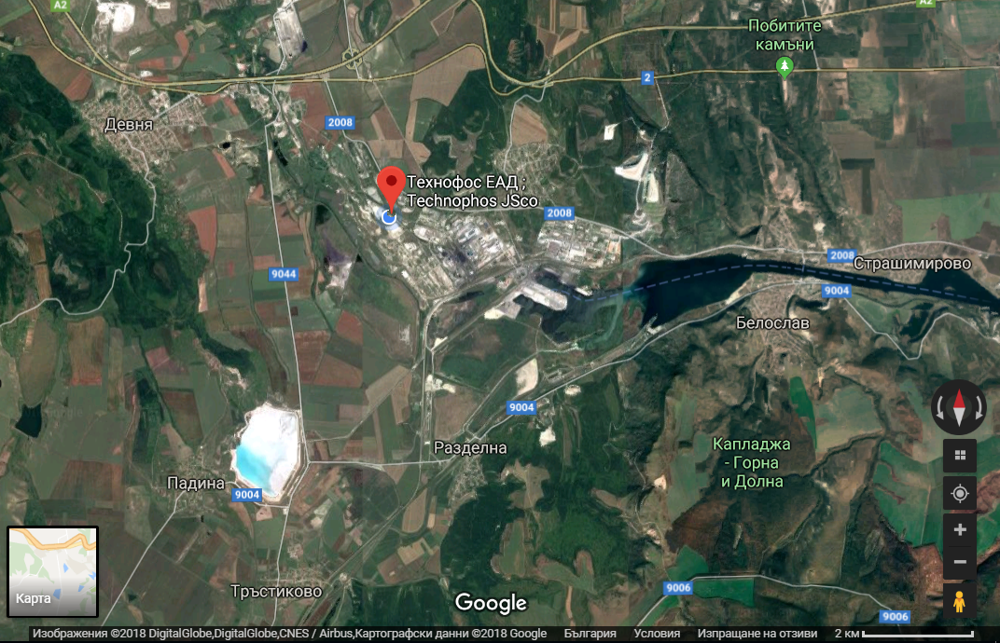 A2
A2
Побитите
камъни
2
Девня
2008
Технофос ЕАД ;
Technophos JSco
2008
2008
Страшимирово
9044
9004
Белослав
9004
Разделна
Капладжа
- Горна
и Долна
Падина
9004
Карта
Тръстиково
Google
9006
9006
Изображения ©2018 DigitalGlobe,DigitalGlobe,CNES / Airbus,Картографски данни ©2018 Google България Условия Изпращане на отзиви 2 км